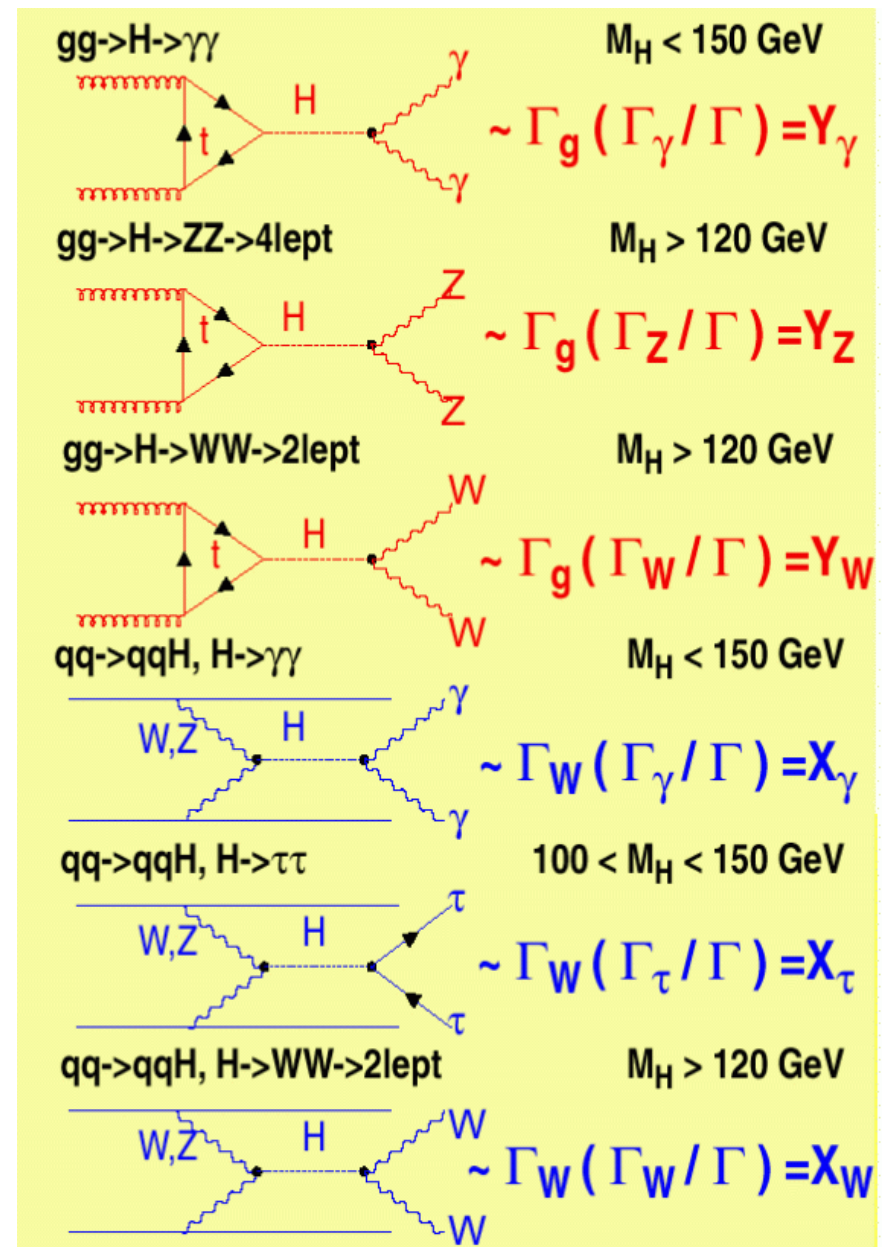 gg->H->γγ M_H < 150 GeV
t H γ γ ~ Γ_g ( Γ_γ / Γ ) =Y_γ
gg->H->ZZ->4lept M_H > 120 GeV
t H Z Z ~ Γ_g ( Γ_Z / Γ ) =Y_Z
gg->H->WW->2lept M_H > 120 GeV
t H W W ~ Γ_g ( Γ_W / Γ ) =Y_W
qq->qqH, H->γγ M_H < 150 GeV
W,Z H γ γ ~ Γ_W ( Γ_γ / Γ ) =X_γ
qq->qqH, H->ττ 100 < M_H < 150 GeV
W,Z H τ τ ~ Γ_W ( Γ_τ / Γ ) =X_τ
qq->qqH, H->WW->2lept M_H > 120 GeV
W,Z H W W ~ Γ_W ( Γ_W / Γ ) =X_W